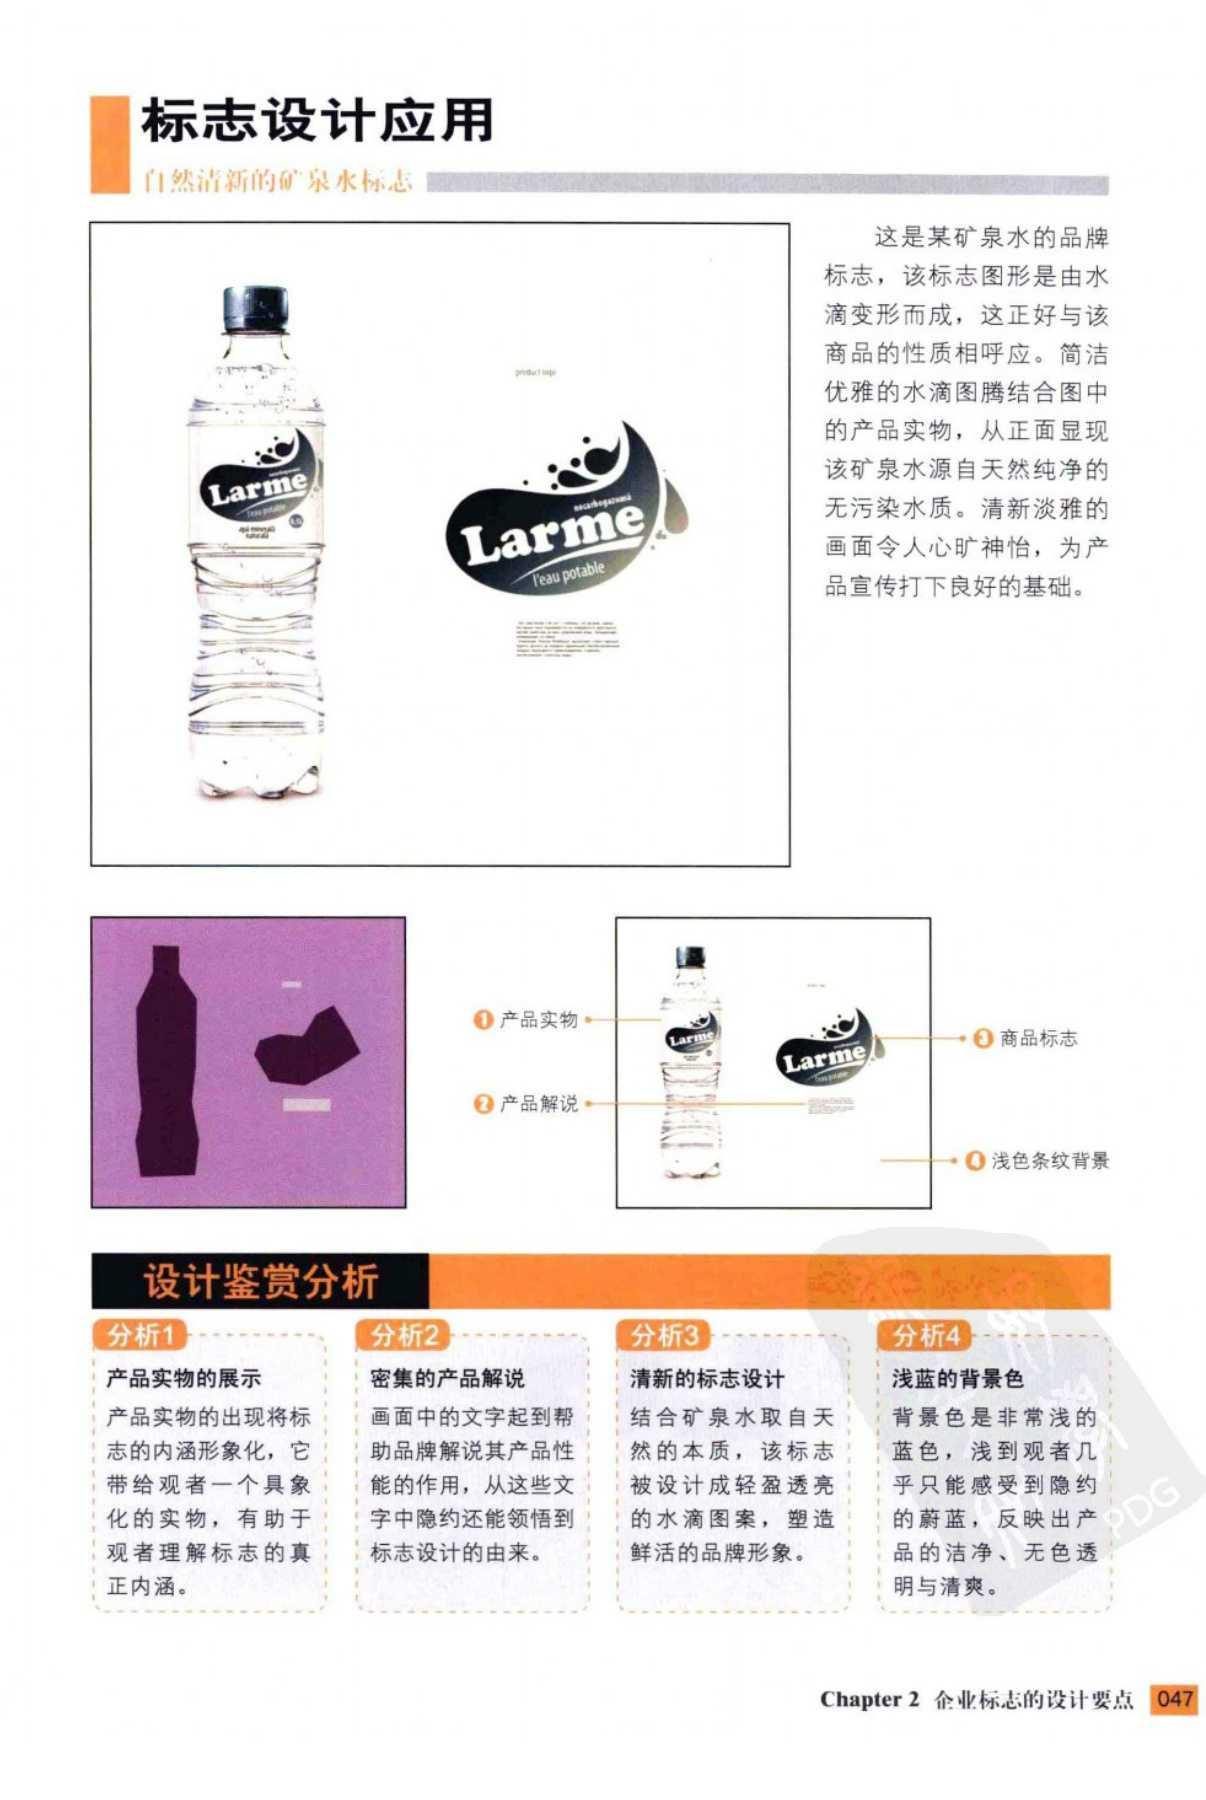 标志设计应用
自然清新的矿泉水标志
这是某矿泉水的品牌
标志，该标志图形是由水
滴变形而成，这正好与该
商品的性质相呼应。简洁
优雅的水滴图腾结合图中
的产品实物，从正面显现
该矿泉水源自天然纯净的
无污染水质。清新淡雅的
画面令人心旷神怡，为产
品宣传打下良好的基础。
Larme
l'eau potable
apă minerală
naturală
0,5L
product logo
necarbogazoasă
Larme
l'eau potable
❶ 产品实物
❷ 产品解说
Larme
Larme
l'eau potable
❸ 商品标志
❹ 浅色条纹背景
设计鉴赏分析
分析1
产品实物的展示
产品实物的出现将标
志的内涵形象化，它
带给观者一个具象
化的实物，有助于
观者理解标志的真
正内涵。
分析2
密集的产品解说
画面中的文字起到帮
助品牌解说其产品性
能的作用，从这些文
字中隐约还能领悟到
标志设计的由来。
分析3
清新的标志设计
结合矿泉水取自天
然的本质，该标志
被设计成轻盈透亮
的水滴图案，塑造
鲜活的品牌形象。
分析4
浅蓝的背景色
背景色是非常浅的
蓝色，浅到观者几
乎只能感受到隐约
的蔚蓝，反映出产
品的洁净、无色透
明与清爽。
PDG
Chapter 2 企业标志的设计要点 047